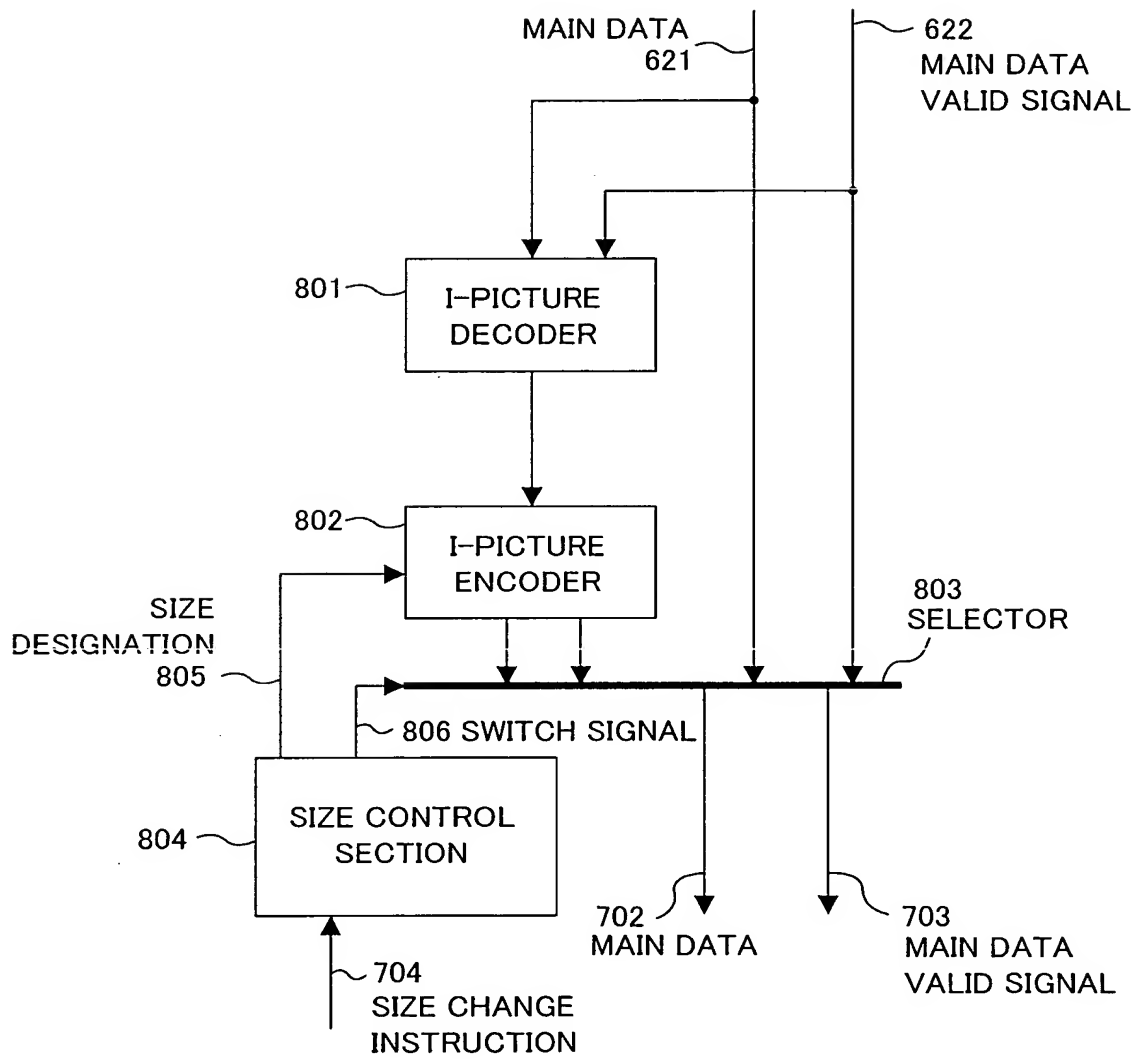 MAIN DATA
621
622
MAIN DATA
VALID SIGNAL
801
I-PICTURE
DECODER
802
I-PICTURE
ENCODER
803
SELECTOR
SIZE
DESIGNATION
805
806 SWITCH SIGNAL
804
SIZE CONTROL
SECTION
702
MAIN DATA
703
MAIN DATA
VALID SIGNAL
704
SIZE CHANGE
INSTRUCTION